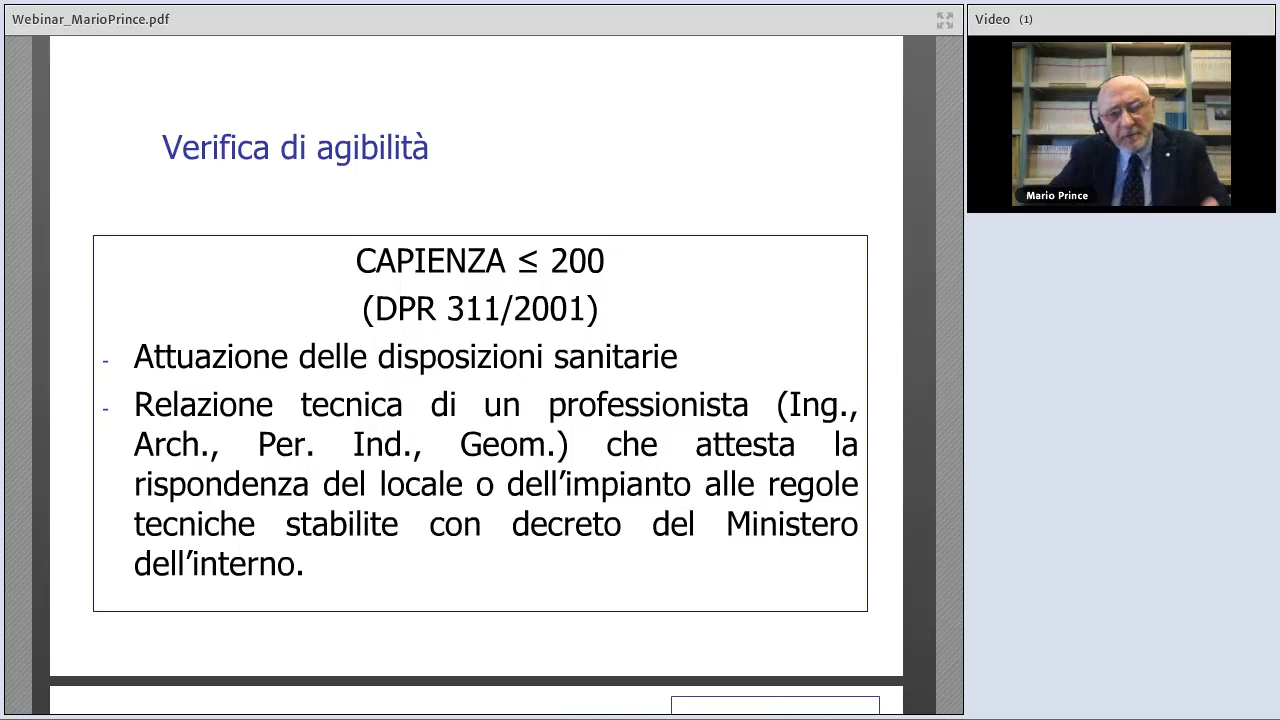 Webinar_MarioPrince.pdf
Video (1)
Mario Prince
Verifica di agibilità
CAPIENZA ≤ 200
(DPR 311/2001)
- Attuazione delle disposizioni sanitarie
- Relazione tecnica di un professionista (Ing.,
Arch., Per. Ind., Geom.) che attesta la
rispondenza del locale o dell’impianto alle regole
tecniche stabilite con decreto del Ministero
dell’interno.